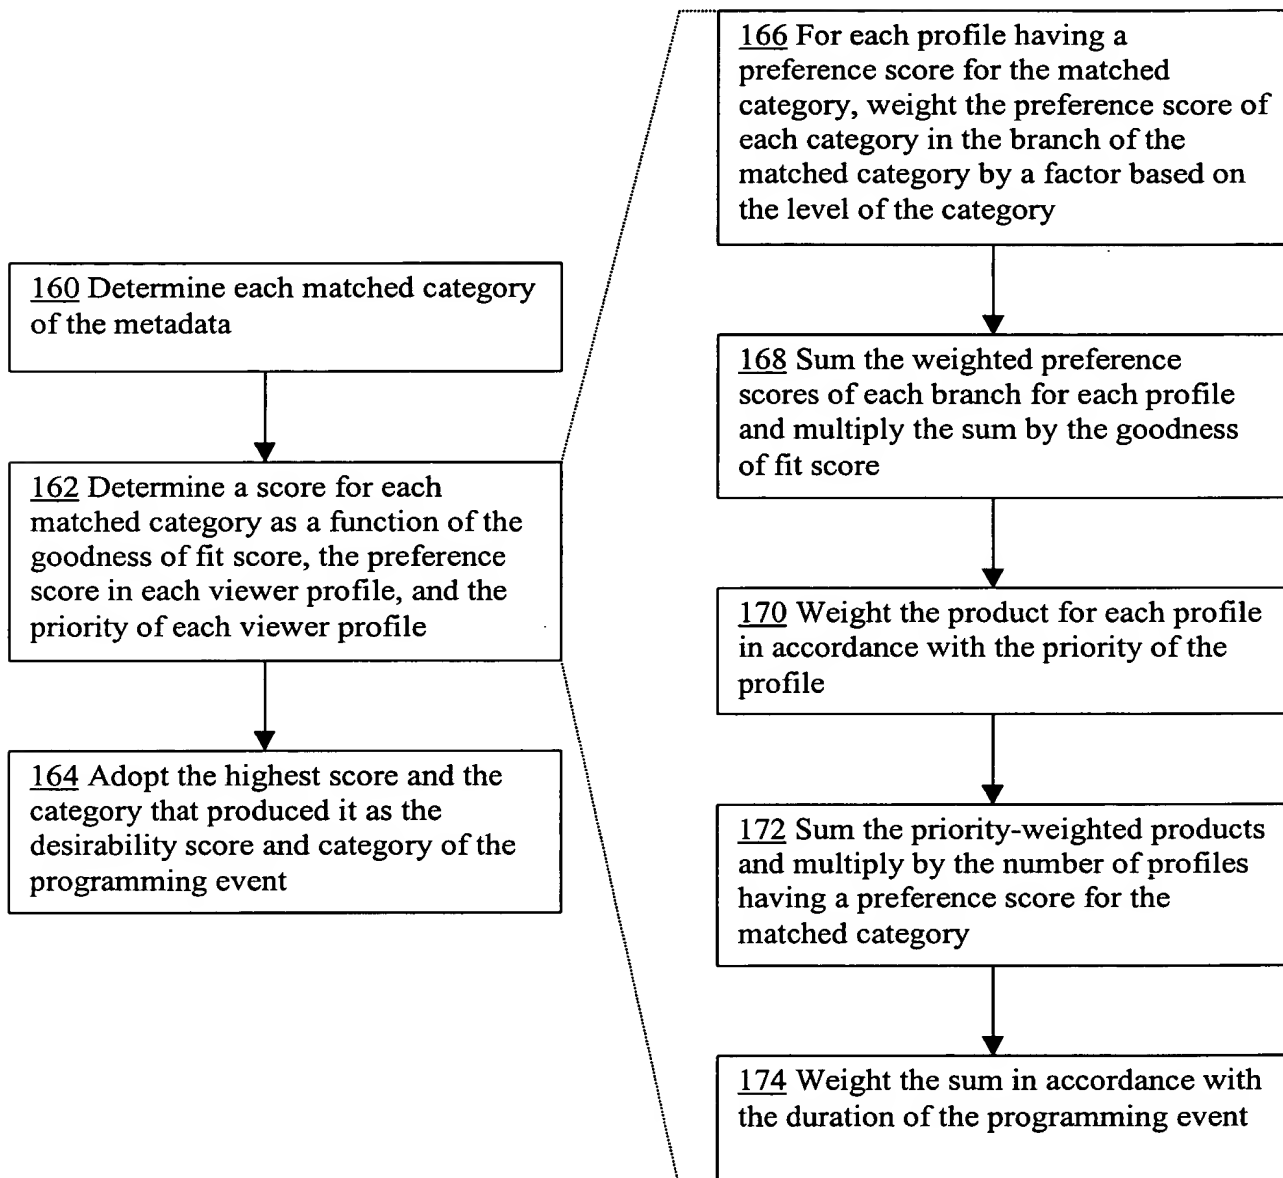 160 Determine each matched category
of the metadata
162 Determine a score for each
matched category as a function of the
goodness of fit score, the preference
score in each viewer profile, and the
priority of each viewer profile
164 Adopt the highest score and the
category that produced it as the
desirability score and category of the
programming event
166 For each profile having a
preference score for the matched
category, weight the preference score of
each category in the branch of the
matched category by a factor based on
the level of the category
168 Sum the weighted preference
scores of each branch for each profile
and multiply the sum by the goodness
of fit score
170 Weight the product for each profile
in accordance with the priority of the
profile
172 Sum the priority-weighted products
and multiply by the number of profiles
having a preference score for the
matched category
174 Weight the sum in accordance with
the duration of the programming event